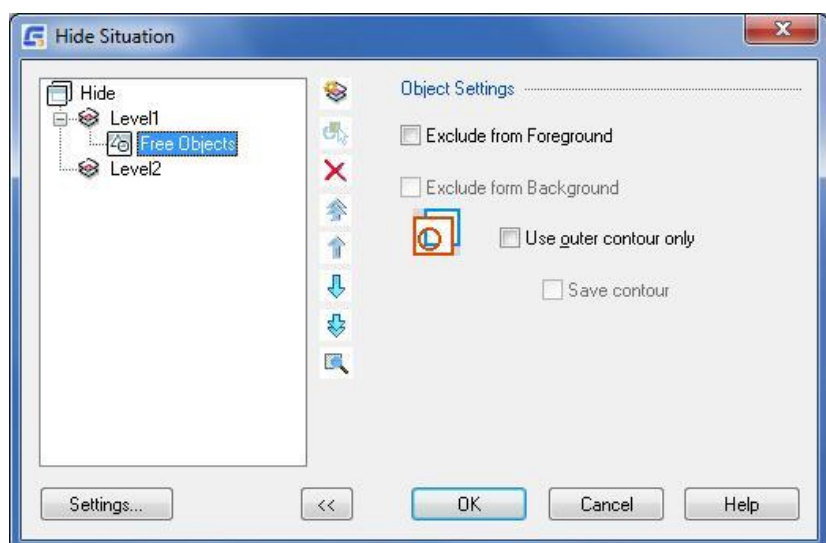 Hide Situation
Hide
Level1
Free Objects
Level2
Object Settings
Exclude from Foreground
Exclude form Background
Use outer contour only
Save contour
Settings...
<<
OK
Cancel
Help